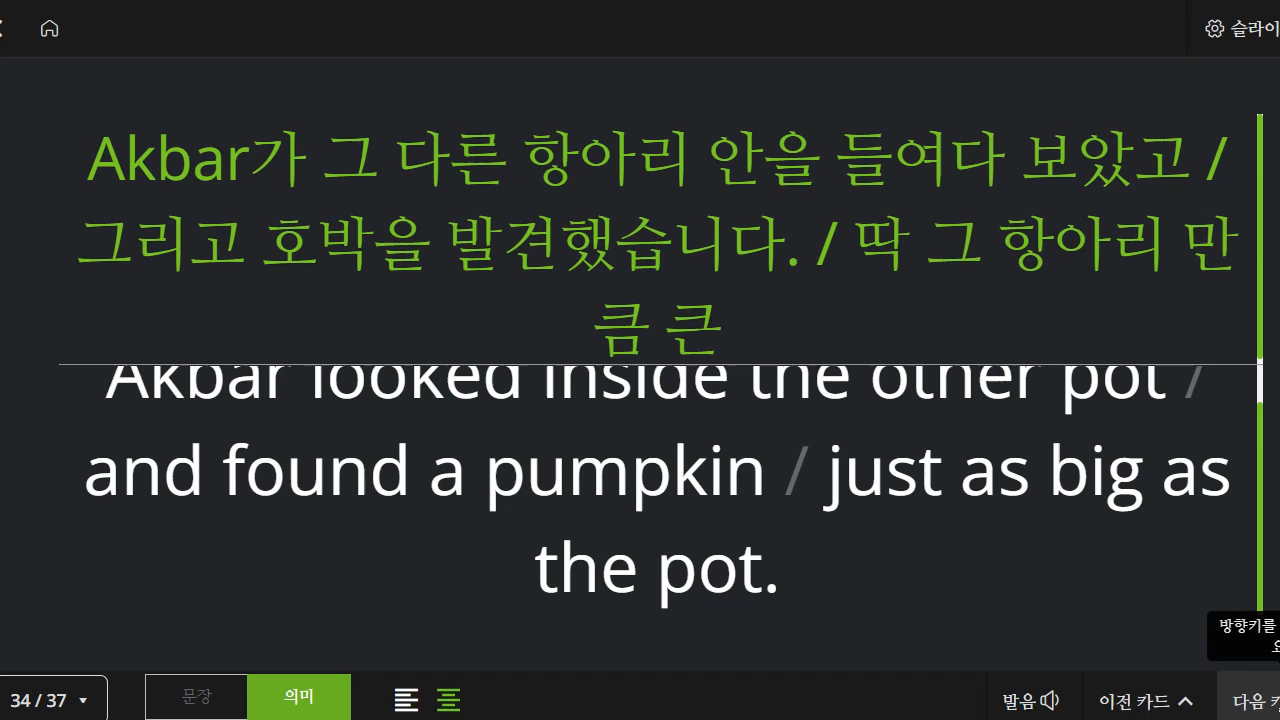 슬라이
Akbar가 그 다른 항아리 안을 들여다 보았고 /
그리고 호박을 발견했습니다. / 딱 그 항아리 만
큼 큰
Akbar looked inside the other pot /
and found a pumpkin / just as big as
the pot.
방향키를
34 / 37
문장
의미
발음
이전 카드
다음